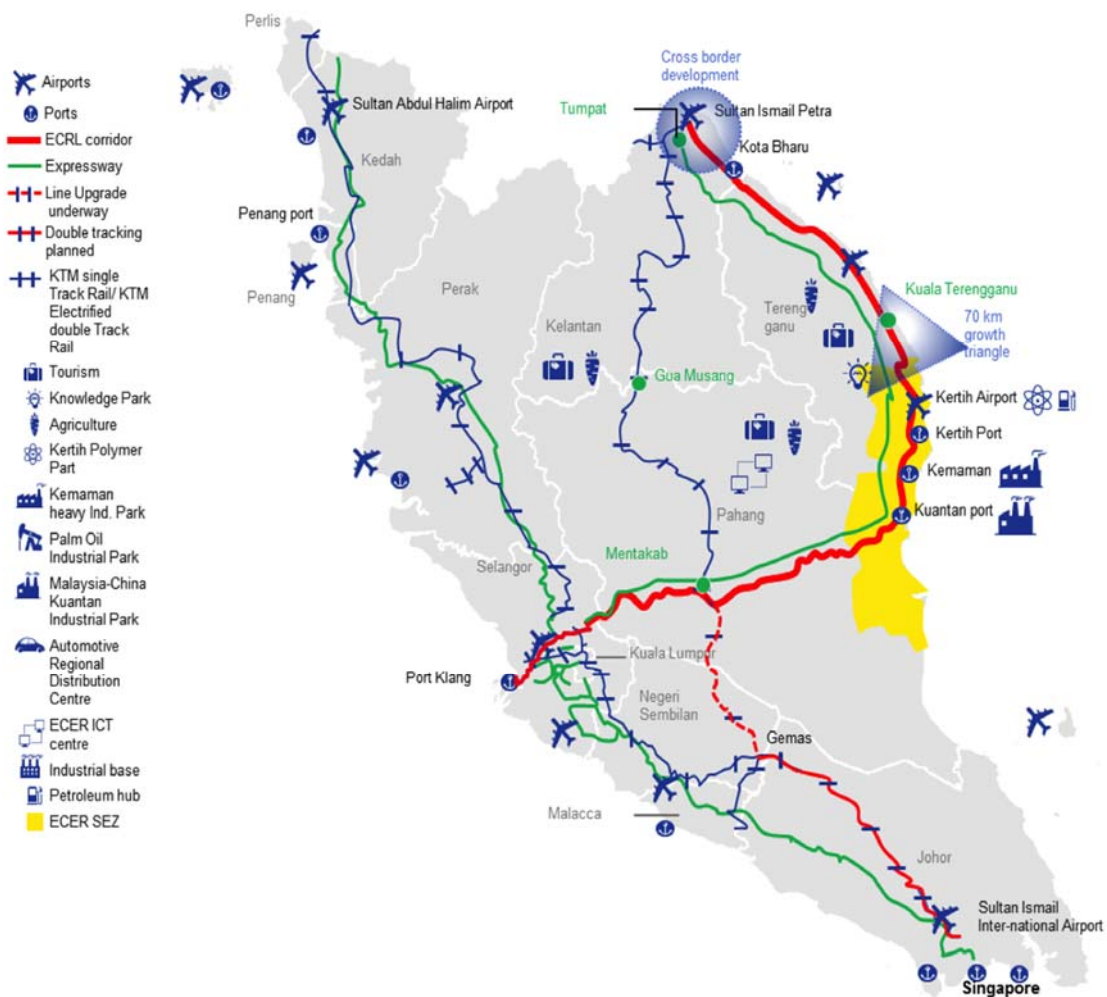 Airports
Ports
ECRL corridor
Expressway
Line Upgrade
underway
Double tracking
planned
KTM single
Track Rail/ KTM
Electrified
double Track
Rail
Tourism
Knowledge Park
Agriculture
Kertih Polymer
Part
Kemaman
heavy Ind. Park
Palm Oil
Industrial Park
Malaysia-China
Kuantan
Industrial Park
Automotive
Regional
Distribution
Centre
ECER ICT
centre
Industrial base
Petroleum hub
ECER SEZ
Perlis
Sultan Abdul Halim Airport
Kedah
Penang port
Penang
Perak
Cross border
development
Tumpat
Sultan Ismail Petra
Kota Bharu
Kelantan
Tereng
ganu
Kuala Terengganu
70 km
growth
triangle
Gua Musang
Kertih Airport
Kertih Port
Kemaman
Kuantan port
Pahang
Mentakab
Selangor
Kuala Lumpur
Port Klang
Negeri
Sembilan
Gemas
Malacca
Johor
Sultan Ismail
Inter-national Airport
Singapore